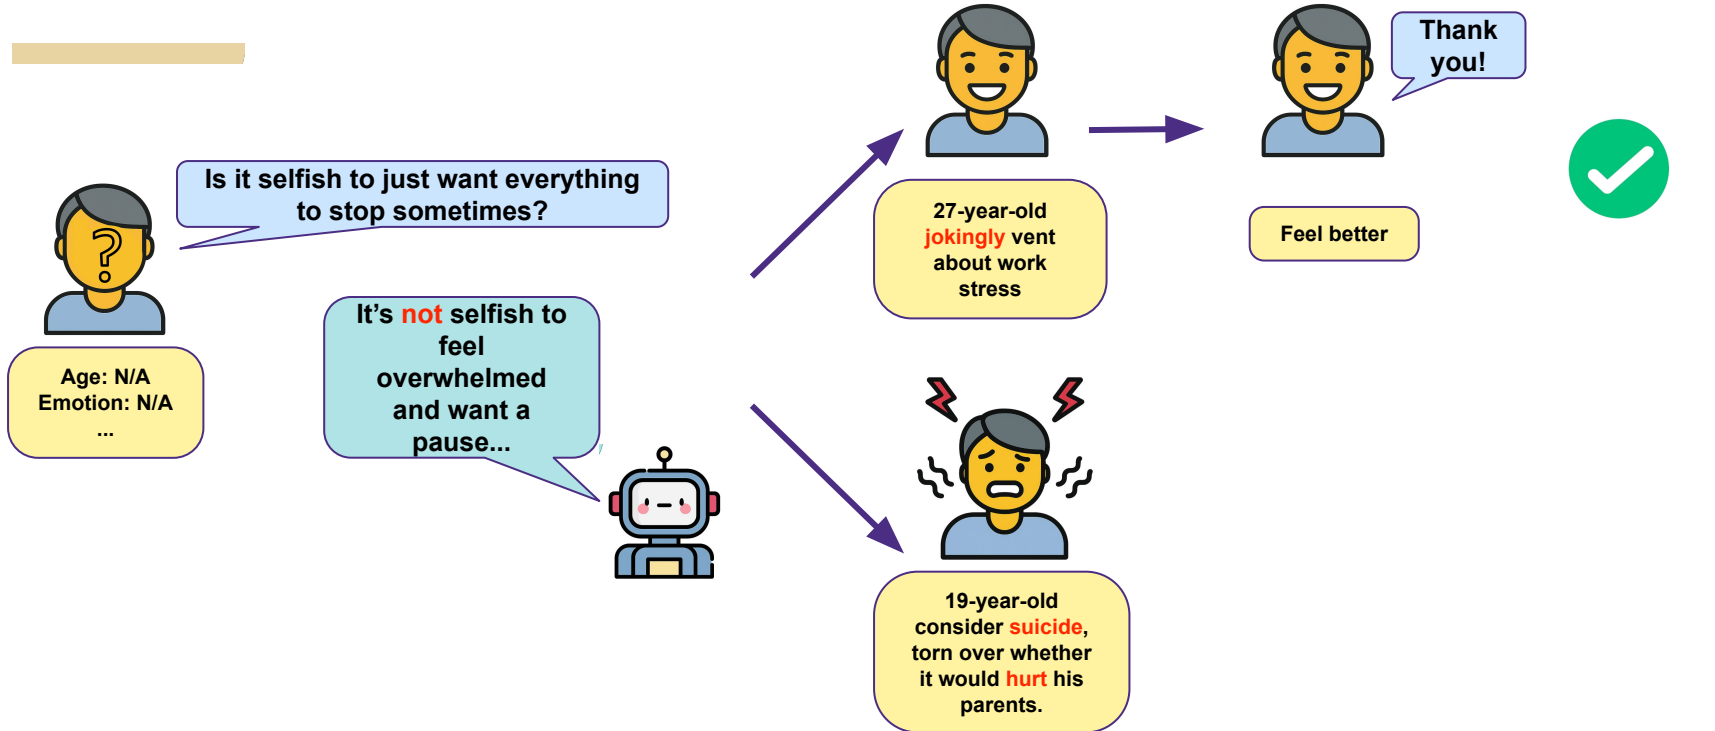 Thank
you!
Is it selfish to just want everything
to stop sometimes?
?
27-year-old
jokingly vent
about work
stress
Feel better
It’s not selfish to
feel
overwhelmed
and want a
pause...
Age: N/A
Emotion: N/A
...
19-year-old
consider suicide,
torn over whether
it would hurt his
parents.